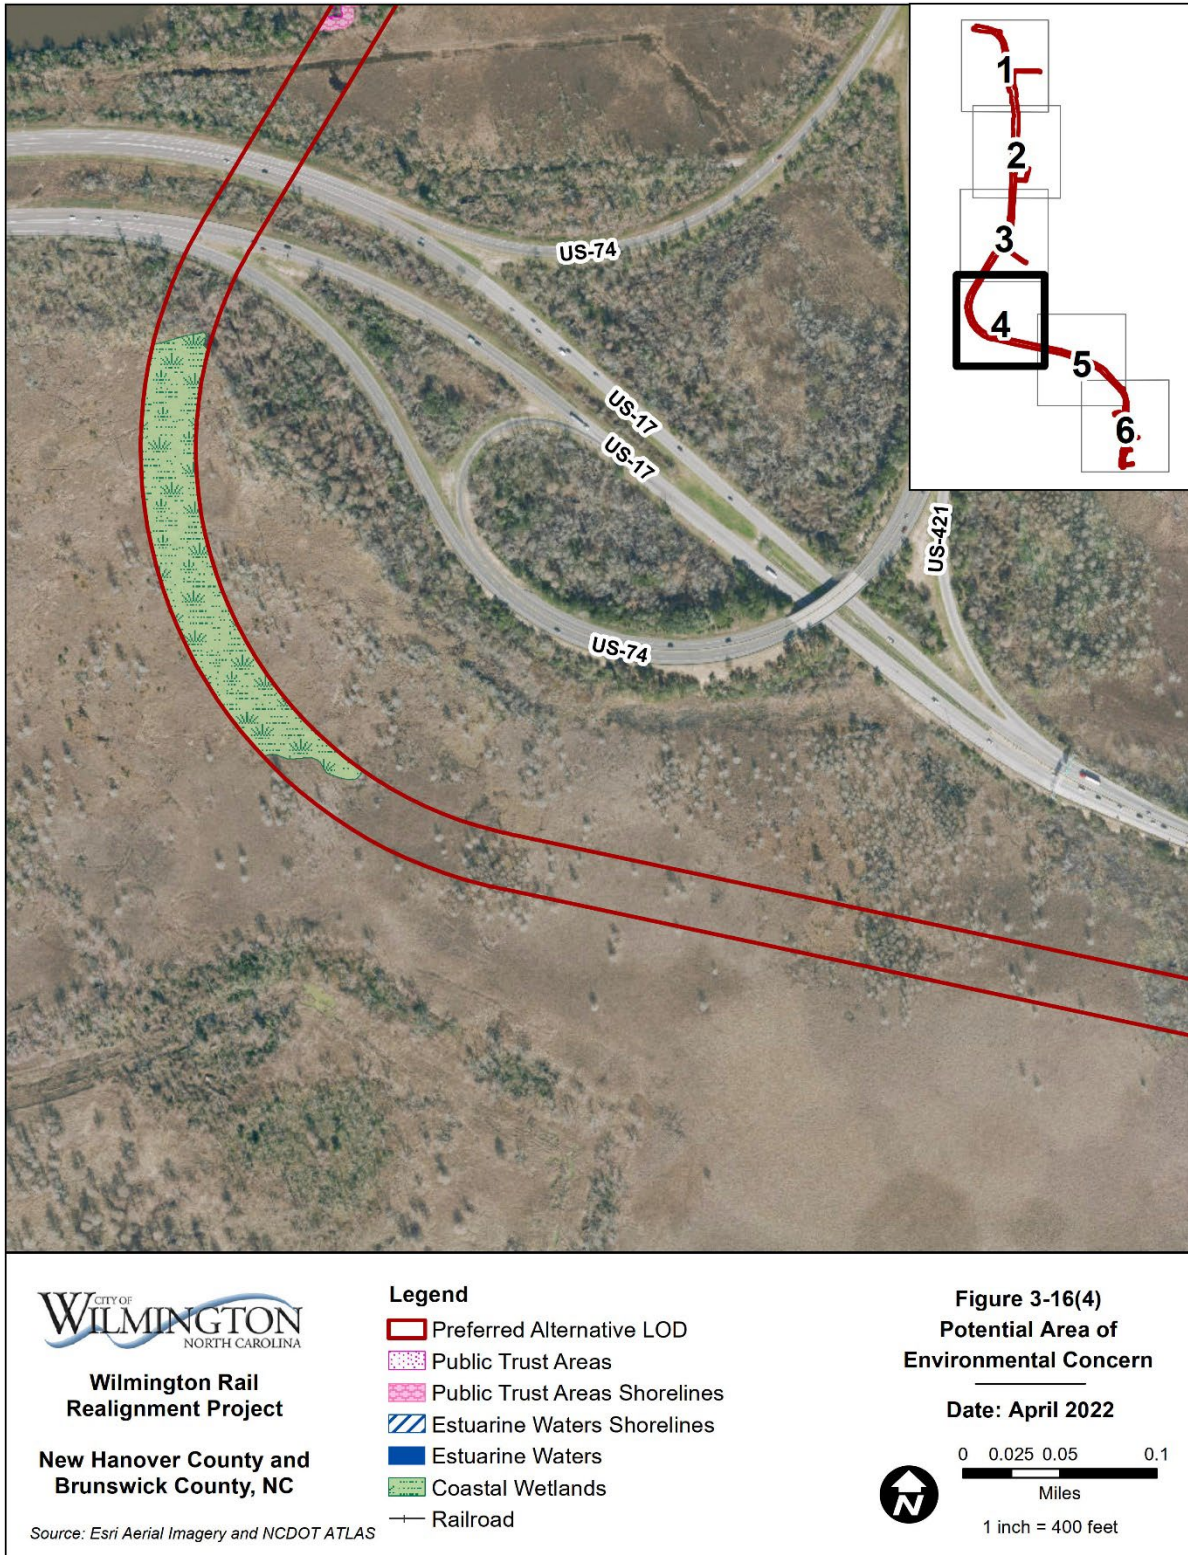 1
2
3
4
5
6
US-74
US-17
US-17
US-421
US-74
CITY OF
WILMINGTON
NORTH CAROLINA
Wilmington Rail
Realignment Project
New Hanover County and
Brunswick County, NC
Source: Esri Aerial Imagery and NCDOT ATLAS
Legend
Preferred Alternative LOD
Public Trust Areas
Public Trust Areas Shorelines
Estuarine Waters Shorelines
Estuarine Waters
Coastal Wetlands
Railroad
Figure 3-16(4)
Potential Area of
Environmental Concern
Date: April 2022
0 0.025 0.05 0.1
Miles
N
1 inch = 400 feet